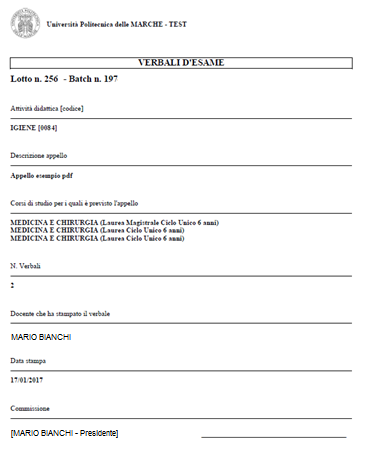 Università Politecnica delle MARCHE - TEST
VERBALI D'ESAME
Lotto n. 256 - Batch n. 197
Attività didattica [codice]
IGIENE [0084]
Descrizione appello
Appello esempio pdf
Corsi di studio per i quali è previsto l'appello
MEDICINA E CHIRURGIA (Laurea Magistrale Ciclo Unico 6 anni)
MEDICINA E CHIRURGIA (Laurea Ciclo Unico 6 anni)
MEDICINA E CHIRURGIA (Laurea Ciclo Unico 6 anni)
N. Verbali
2
Docente che ha stampato il verbale
MARIO BIANCHI
Data stampa
17/01/2017
Commissione
[MARIO BIANCHI - Presidente]